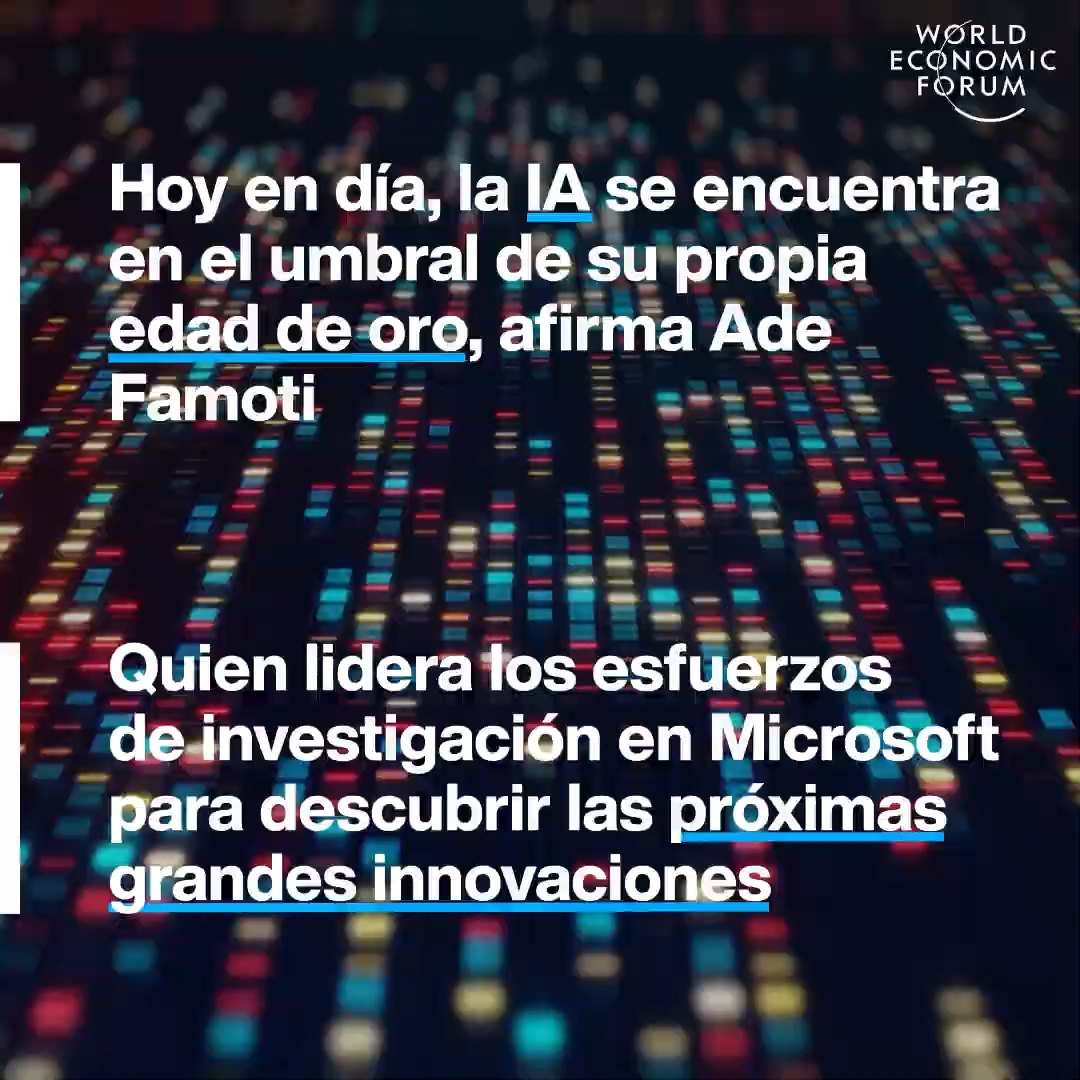 WORLD
ECONOMIC
FORUM
Hoy en día, la IA se encuentra
en el umbral de su propia
edad de oro, afirma Ade
Famoti
Quien lidera los esfuerzos
de investigación en Microsoft
para descubrir las próximas
grandes innovaciones